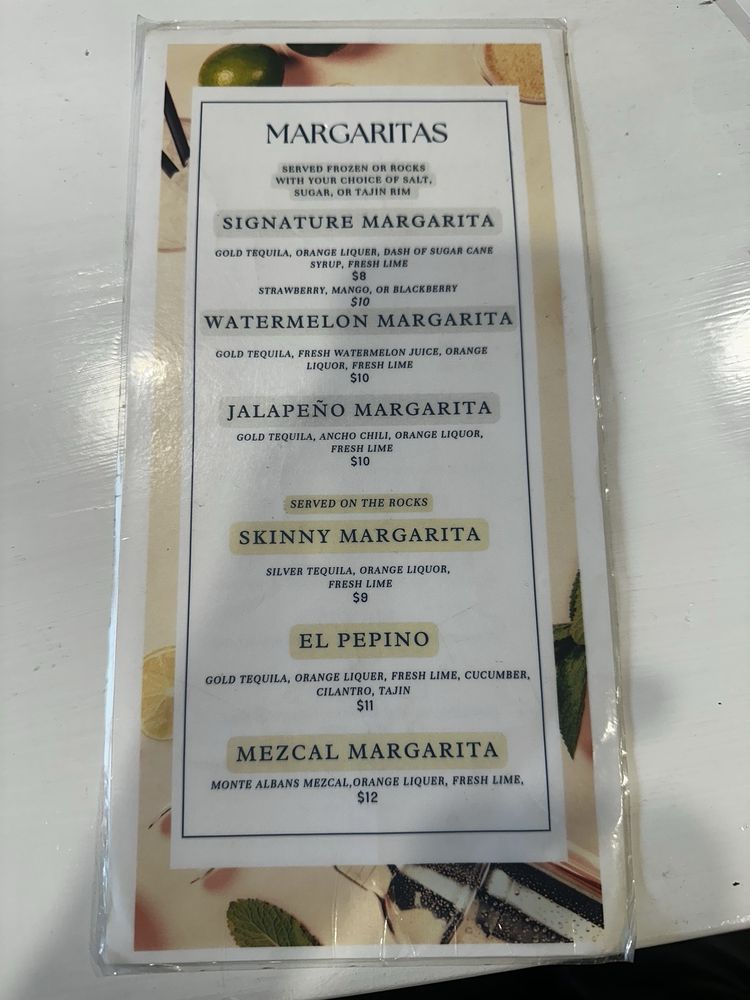 MARGARITAS
SERVED FROZEN OR ROCKS
WITH YOUR CHOICE OF SALT,
SUGAR, OR TAJIN RIM
SIGNATURE MARGARITA
GOLD TEQUILA, ORANGE LIQUER, DASH OF SUGAR CANE
SYRUP, FRESH LIME
$8
STRAWBERRY, MANGO, OR BLACKBERRY
$10
WATERMELON MARGARITA
GOLD TEQUILA, FRESH WATERMELON JUICE, ORANGE
LIQUOR, FRESH LIME
$10
JALAPEÑO MARGARITA
GOLD TEQUILA, ANCHO CHILI, ORANGE LIQUOR,
FRESH LIME
$10
SERVED ON THE ROCKS
SKINNY MARGARITA
SILVER TEQUILA, ORANGE LIQUOR,
FRESH LIME
$9
EL PEPINO
GOLD TEQUILA, ORANGE LIQUER, FRESH LIME, CUCUMBER,
CILANTRO, TAJIN
$11
MEZCAL MARGARITA
MONTE ALBANS MEZCAL,ORANGE LIQUER, FRESH LIME,
$12